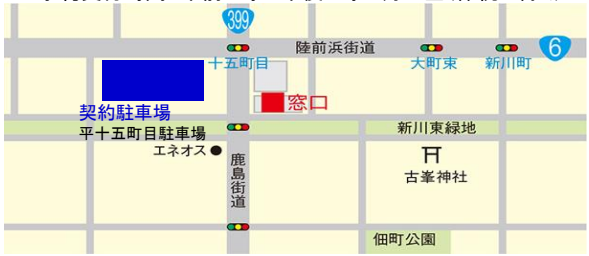 399
陸前浜街道
6
十五町目
大町東
新川町
窓口
契約駐車場
平十五町目駐車場
新川東緑地
エネオス
鹿島街道
古峯神社
佃町公園